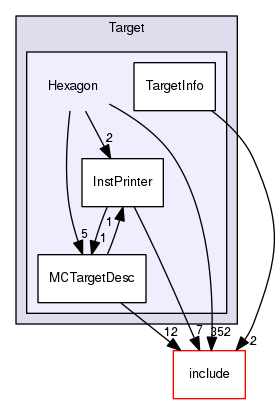 Target
Hexagon
TargetInfo
2
InstPrinter
5
1
1
MCTargetDesc
12
7
352
2
include